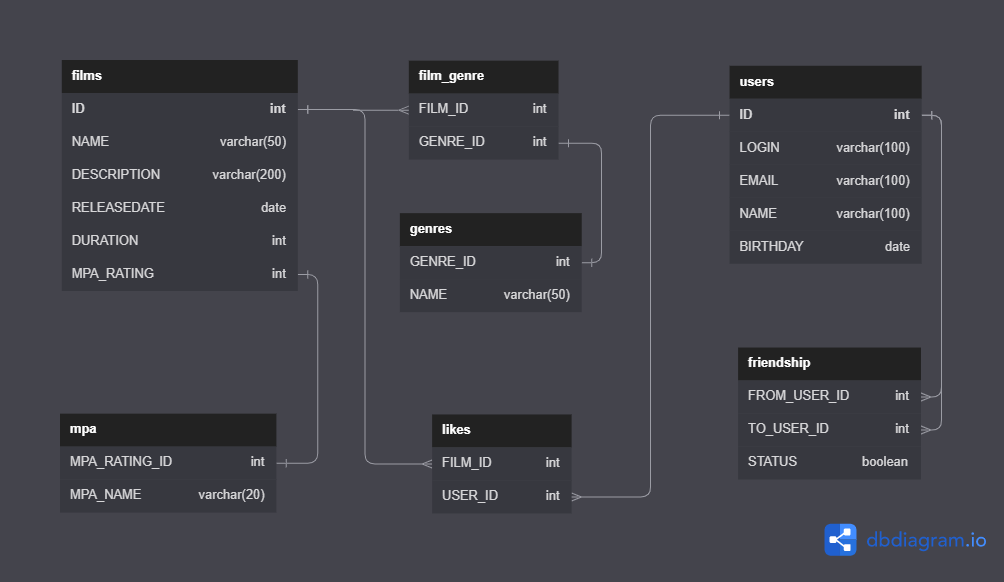 films
ID int
NAME varchar(50)
DESCRIPTION varchar(200)
RELEASEDATE date
DURATION int
MPA_RATING int
film_genre
FILM_ID int
GENRE_ID int
genres
GENRE_ID int
NAME varchar(50)
users
ID int
LOGIN varchar(100)
EMAIL varchar(100)
NAME varchar(100)
BIRTHDAY date
mpa
MPA_RATING_ID int
MPA_NAME varchar(20)
likes
FILM_ID int
USER_ID int
friendship
FROM_USER_ID int
TO_USER_ID int
STATUS boolean
dbdiagram.io